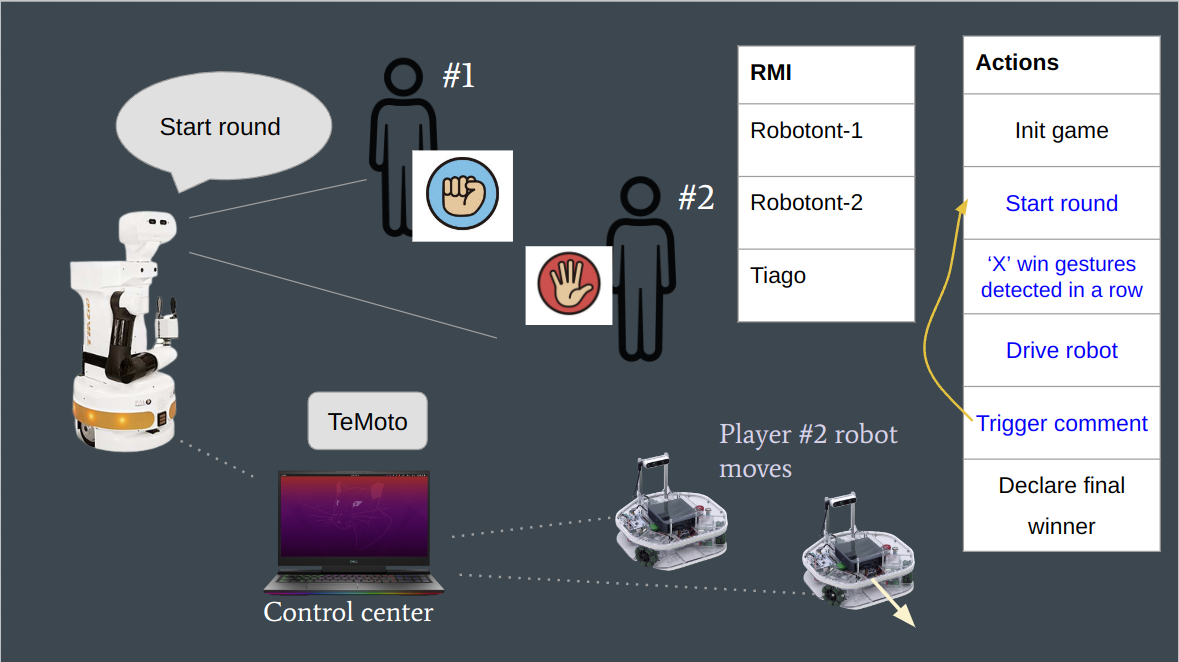 Start round
#1
#2
RMI
Robotont-1
Robotont-2
Tiago
Actions
Init game
Start round
‘X’ win gestures
detected in a row
Drive robot
Trigger comment
Declare final
winner
TeMoto
Control center
Player #2 robot
moves
TIAGo
DELL